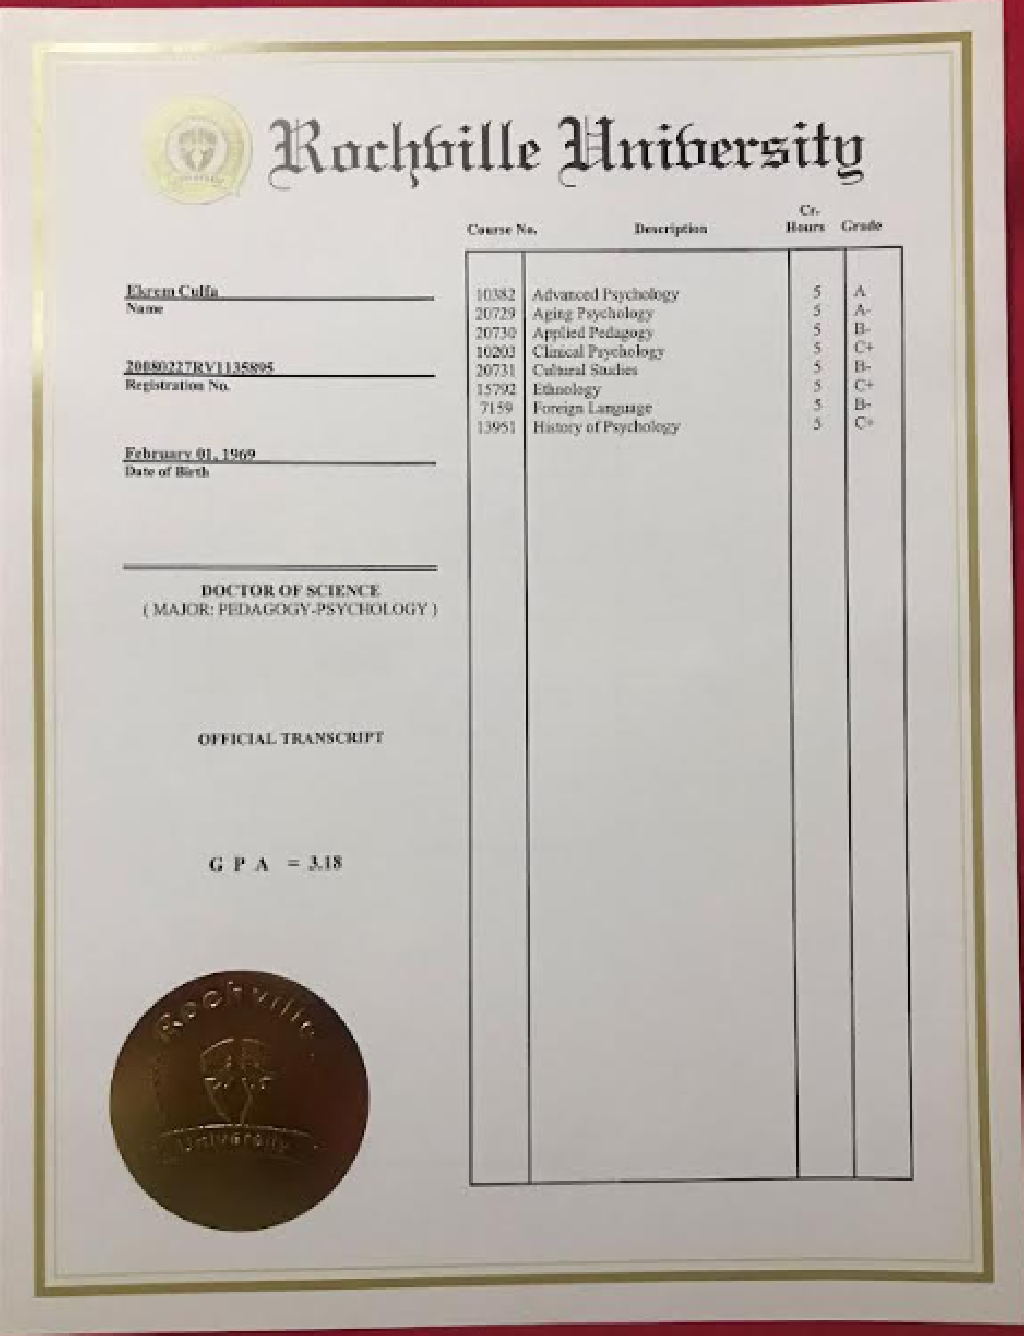 Rochville University
Cr.
Course No. Description Hours Grade
Ekrem Culfa
Name
20080227RV1135895
Registration No.
February 01, 1969
Date of Birth
10382 Advanced Psychology 5 A
20729 Aging Psychology 5 A-
20730 Applied Pedagogy 5 B-
10203 Clinical Psychology 5 C+
20731 Cultural Studies 5 B-
15792 Ethnology 5 C+
7159 Foreign Language 5 B-
13951 History of Psychology 5 C+
DOCTOR OF SCIENCE
( MAJOR: PEDAGOGY-PSYCHOLOGY )
OFFICIAL TRANSCRIPT
G P A = 3.18
Rochville
University